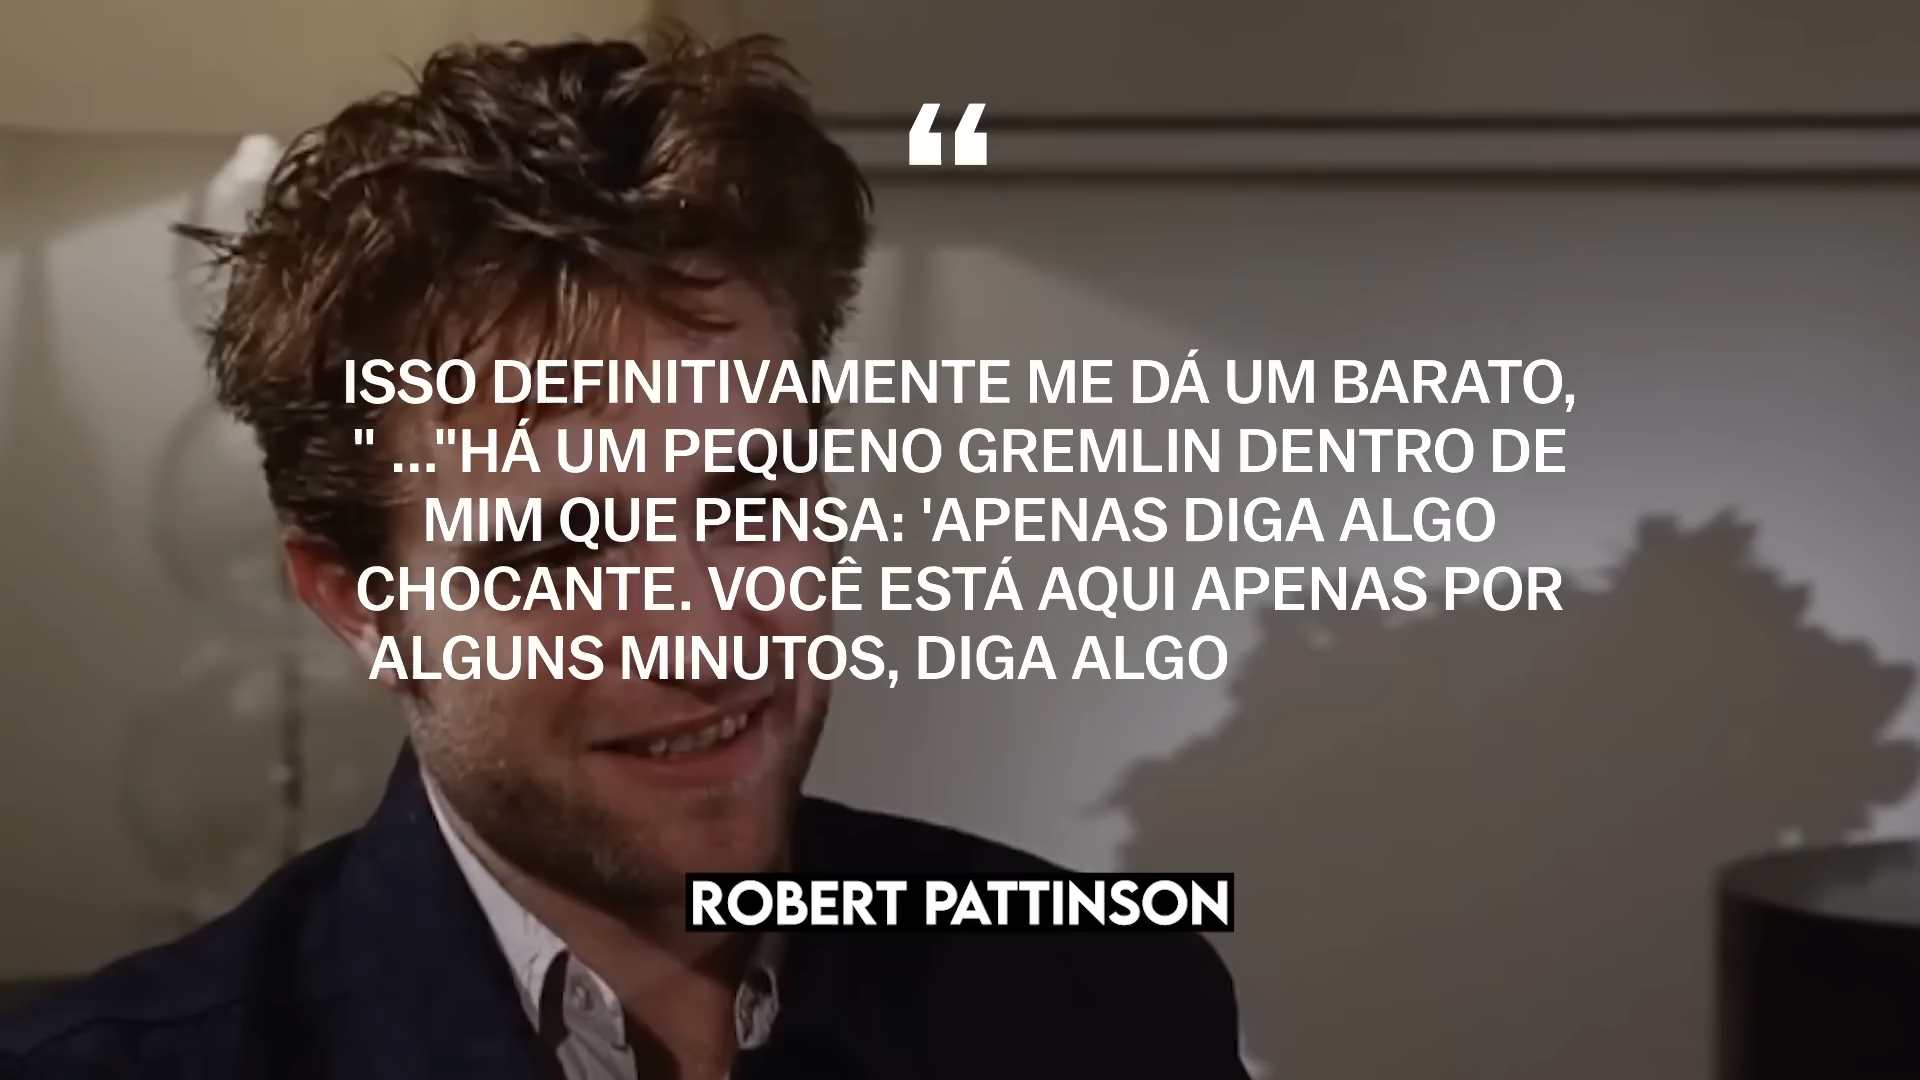 “
ISSO DEFINITIVAMENTE ME DÁ UM BARATO,
" ..."HÁ UM PEQUENO GREMLIN DENTRO DE
MIM QUE PENSA: 'APENAS DIGA ALGO
CHOCANTE. VOCÊ ESTÁ AQUI APENAS POR
ALGUNS MINUTOS, DIGA ALGO
ROBERT PATTINSON